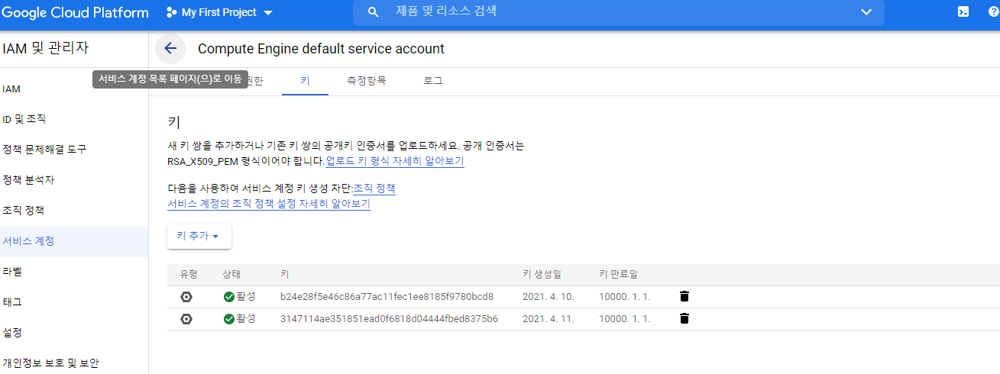 Google Cloud Platform
My First Project
제품 및 리소스 검색
IAM 및 관리자
Compute Engine default service account
서비스 계정 목록 페이지(으)로 이동
권한
키
측정항목
로그
IAM
ID 및 조직
정책 문제해결 도구
정책 분석자
조직 정책
서비스 계정
라벨
태그
설정
개인정보 보호 및 보안
키
새 키 쌍을 추가하거나 기존 키 쌍의 공개키 인증서를 업로드하세요. 공개 인증서는
RSA_X509_PEM 형식이어야 합니다.업로드 키 형식 자세히 알아보기
다음을 사용하여 서비스 계정 키 생성 차단:조직 정책
서비스 계정의 조직 정책 설정 자세히 알아보기
키 추가
유형 상태 키 키 생성일 키 만료일
활성 b24e28f5e46c86a77ac11fec1ee8185f9780bcd8 2021. 4. 10. 10000. 1. 1.
활성 3147114ae351851ead0f6818d04444fbed8375b6 2021. 4. 11. 10000. 1. 1.